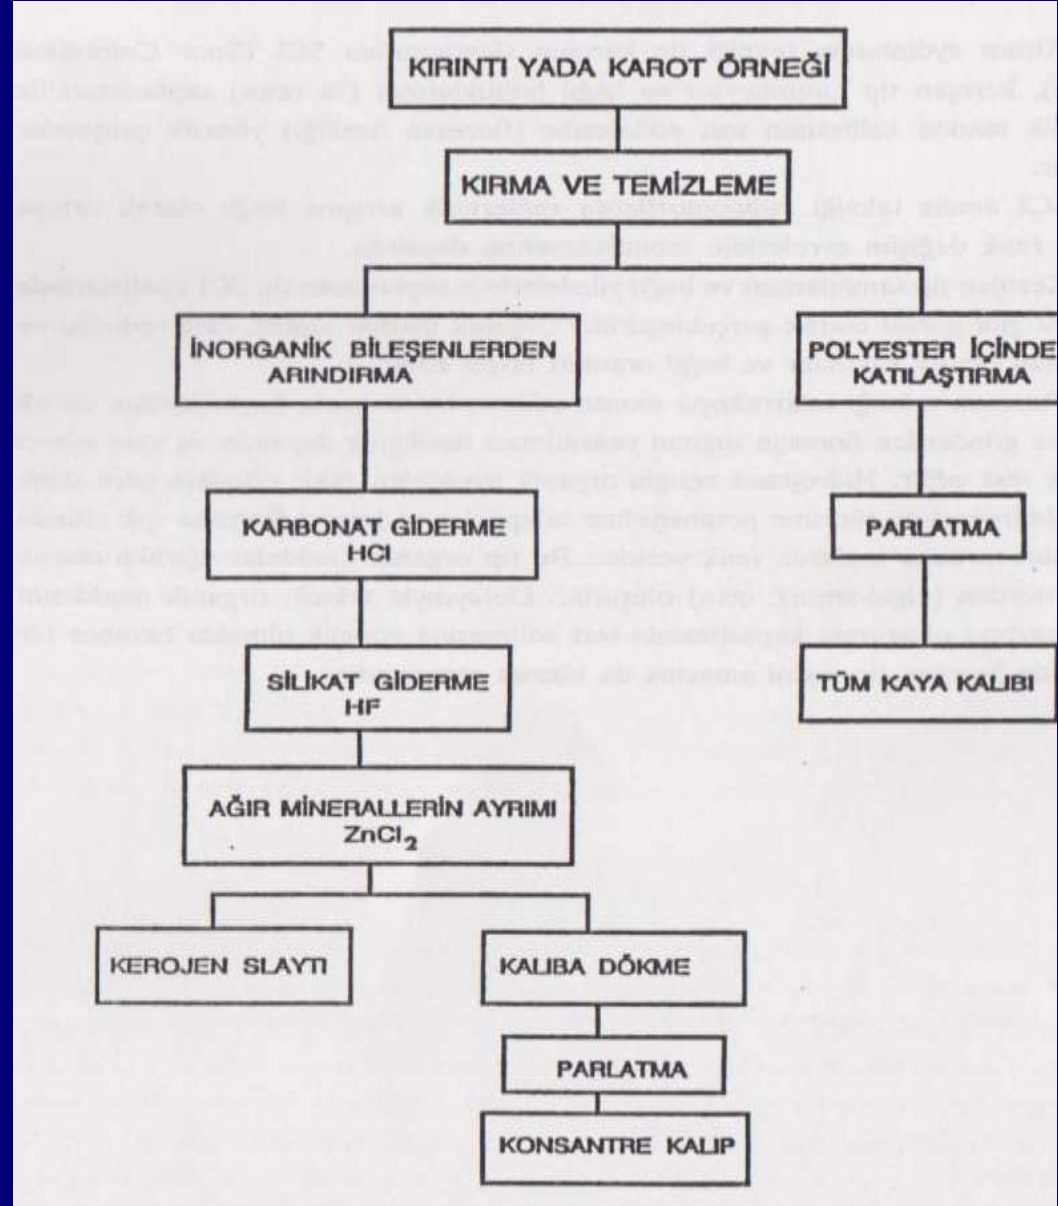 KIRINTI YADA KAROT ÖRNEĞİ
KIRMA VE TEMİZLEME
İNORGANİK BİLEŞENLERDEN
ARINDIRMA
POLYESTER İÇİNDE
KATILAŞTIRMA
KARBONAT GİDERME
HCl
PARLATMA
SİLİKAT GİDERME
HF
TÜM KAYA KALIBI
AĞIR MİNERALLERİN AYRIMI
ZnCl₂
KEROJEN SLAYTI
KALIBA DÖKME
PARLATMA
KONSANTRE KALIP